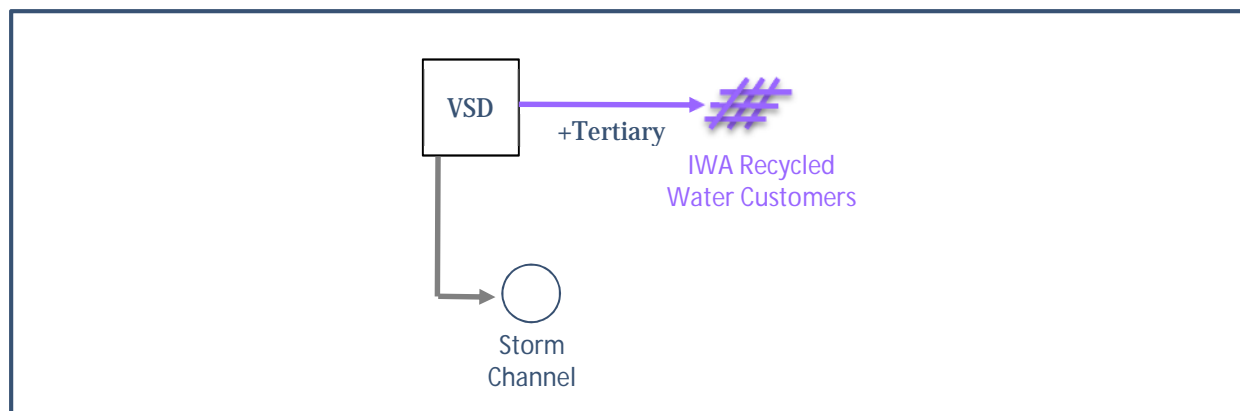 VSD
+Tertiary
IWA Recycled
Water Customers
Storm
Channel